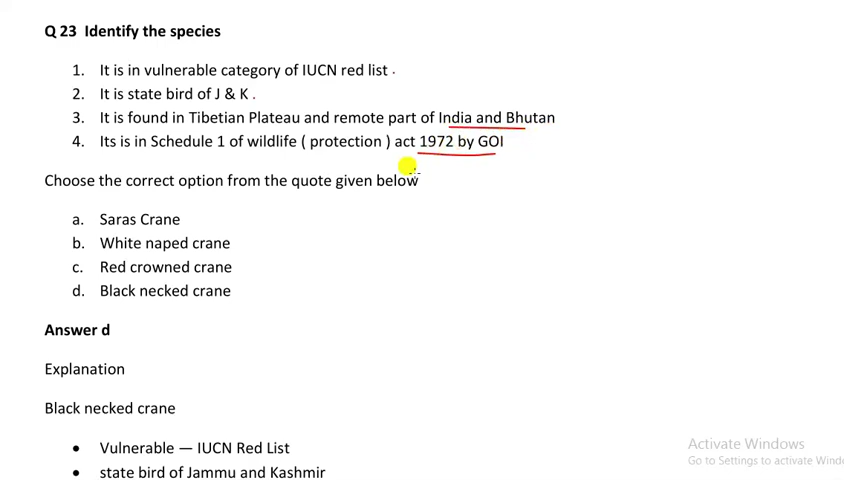 Q 23 Identify the species
1. It is in vulnerable category of IUCN red list .
2. It is state bird of J & K .
3. It is found in Tibetian Plateau and remote part of India and Bhutan
4. Its is in Schedule 1 of wildlife ( protection ) act 1972 by GOI
Choose the correct option from the quote given below
a. Saras Crane
b. White naped crane
c. Red crowned crane
d. Black necked crane
Answer d
Explanation
Black necked crane
• Vulnerable — IUCN Red List
• state bird of Jammu and Kashmir
Activate Windows
Go to Settings to activate Windo